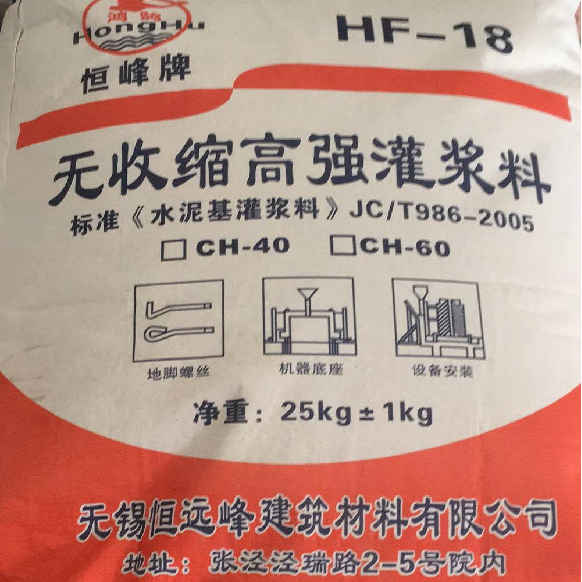 鸿鹄
HongHu
HF-18
恒峰牌
无收缩高强灌浆料
标准《水泥基灌浆料》JC/T986-2005
□CH-40 □CH-60
地脚螺丝 机器底座 设备安装
净重：25kg±1kg
无锡恒远峰建筑材料有限公司
地址：张泾泾瑞路2-5号院内